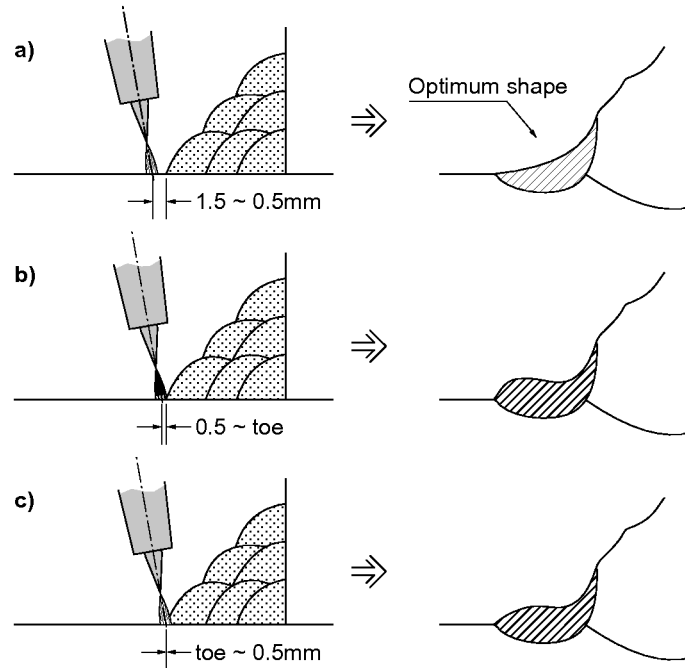 a)
Optimum shape
1.5 ~ 0.5mm
b)
0.5 ~ toe
c)
toe ~ 0.5mm